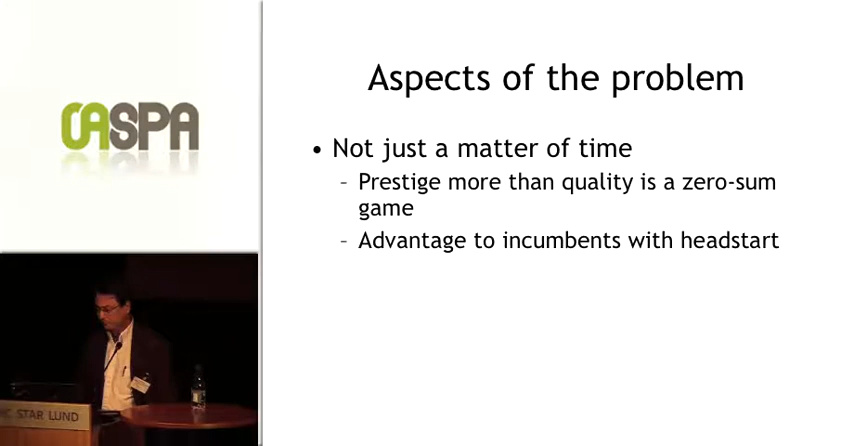 OASPA
Aspects of the problem
• Not just a matter of time
- Prestige more than quality is a zero-sum
game
- Advantage to incumbents with headstart
STAR LUND